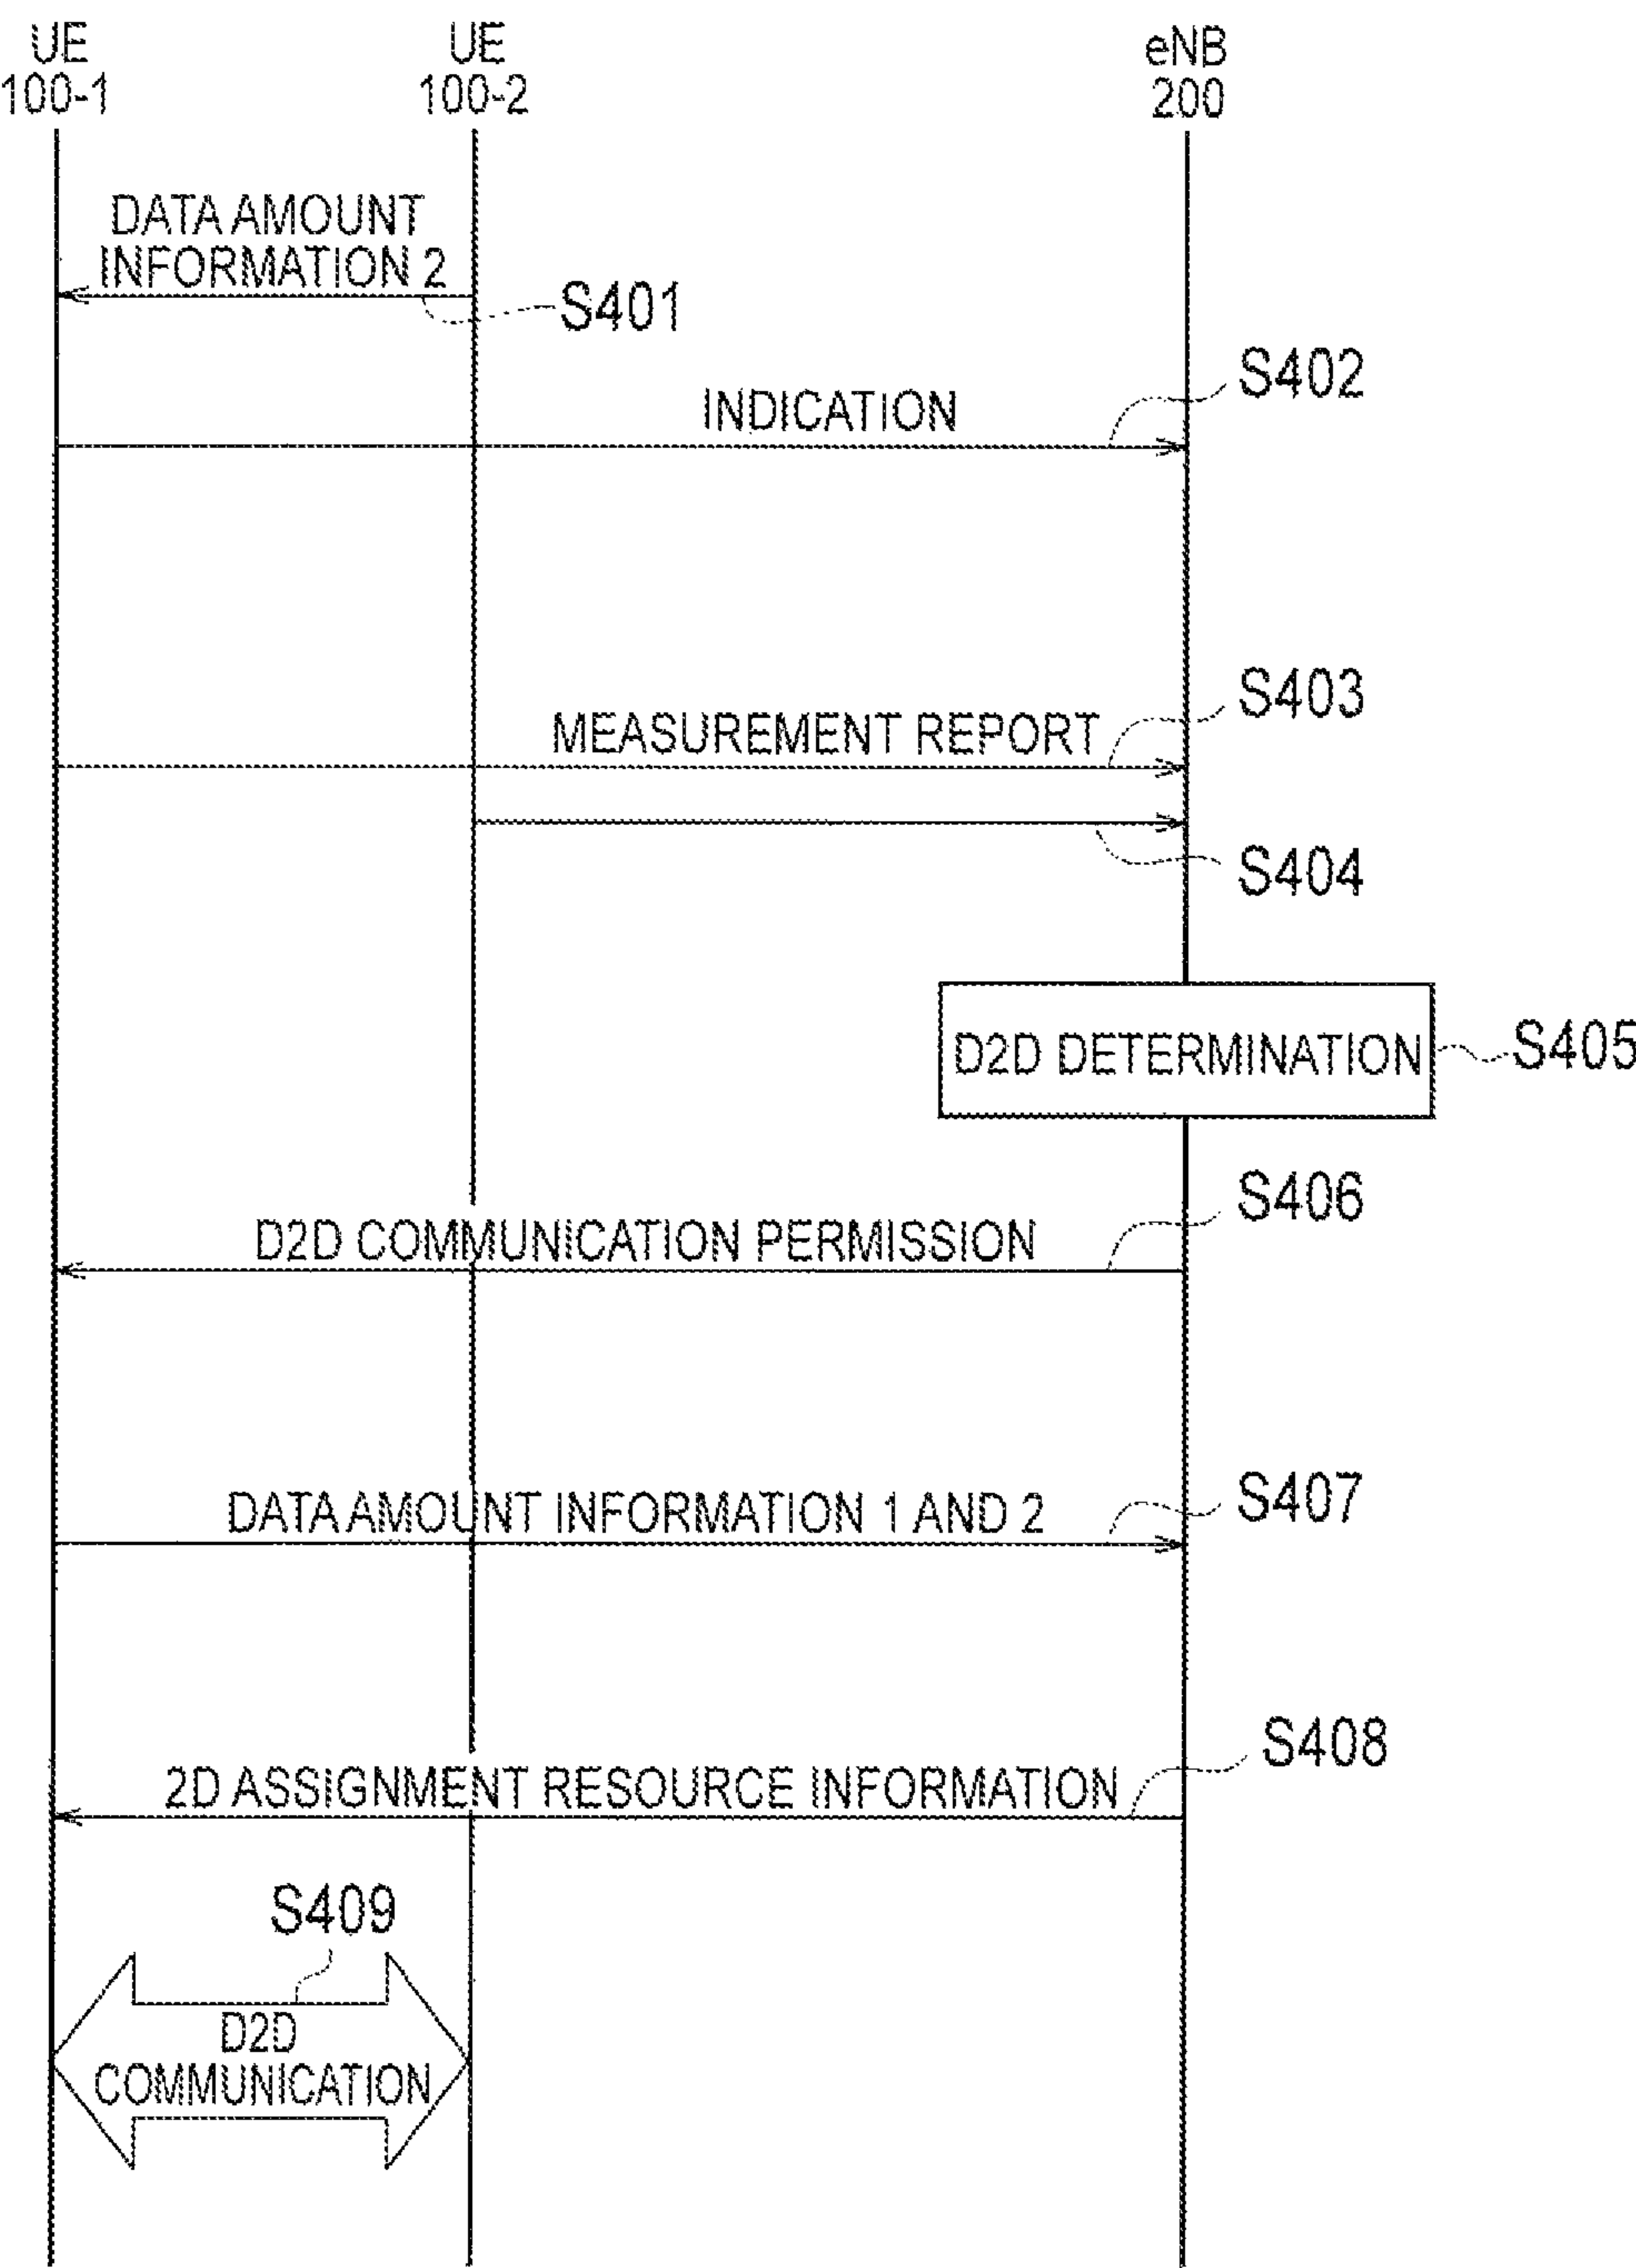 UE
100-1
UE
100-2
eNB
200
DATA AMOUNT
INFORMATION 2
S401
S402
INDICATION
S403
MEASUREMENT REPORT
S404
D2D DETERMINATION
S405
S406
D2D COMMUNICATION PERMISSION
S407
DATA AMOUNT INFORMATION 1 AND 2
S408
2D ASSIGNMENT RESOURCE INFORMATION
S409
D2D
COMMUNICATION